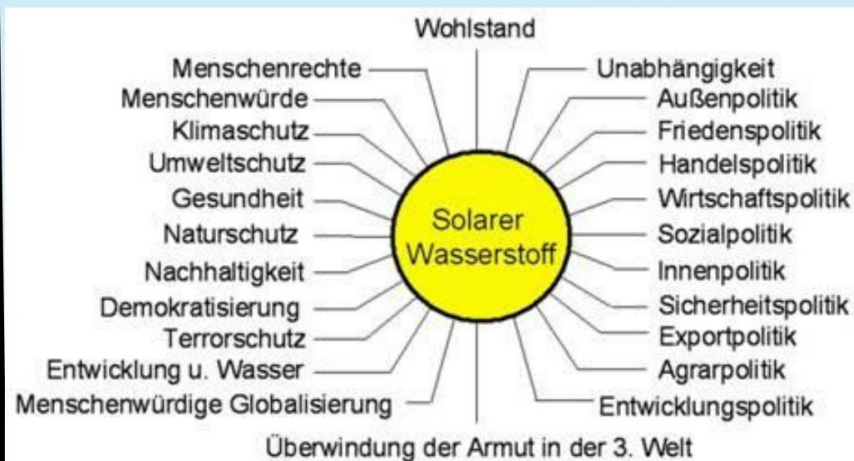 Wohlstand
Menschenrechte
Menschenwürde
Klimaschutz
Umweltschutz
Gesundheit
Naturschutz
Nachhaltigkeit
Demokratisierung
Terrorschutz
Entwicklung u. Wasser
Menschenwürdige Globalisierung
Solarer
Wasserstoff
Unabhängigkeit
Außenpolitik
Friedenspolitik
Handelspolitik
Wirtschaftspolitik
Sozialpolitik
Innenpolitik
Sicherheitspolitik
Exportpolitik
Agrarpolitik
Entwicklungspolitik
Überwindung der Armut in der 3. Welt